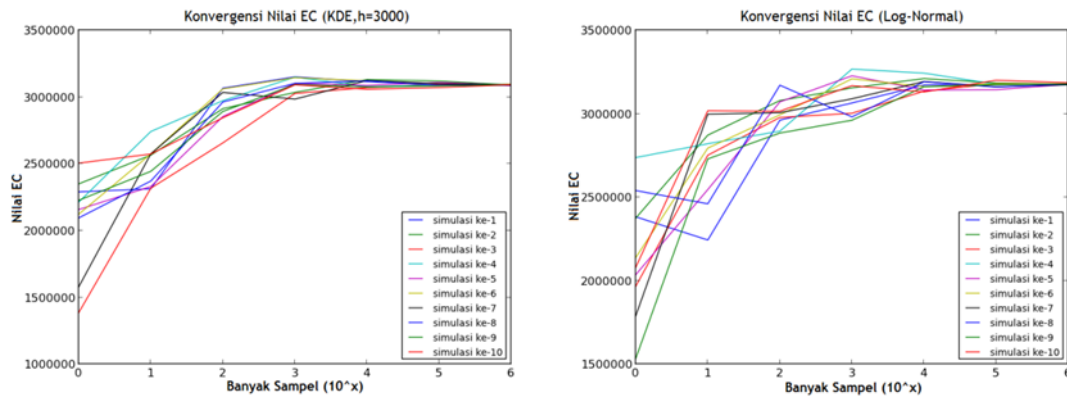 Konvergensi Nilai EC (KDE,h=3000)
3500000
3000000
2500000
2000000
1500000
1000000
Nilai EC
simulasi ke-1
simulasi ke-2
simulasi ke-3
simulasi ke-4
simulasi ke-5
simulasi ke-6
simulasi ke-7
simulasi ke-8
simulasi ke-9
simulasi ke-10
0 1 2 3 4 5 6
Banyak Sampel (10^x)
Konvergensi Nilai EC (Log-Normal)
3500000
3000000
2500000
2000000
1500000
Nilai EC
simulasi ke-1
simulasi ke-2
simulasi ke-3
simulasi ke-4
simulasi ke-5
simulasi ke-6
simulasi ke-7
simulasi ke-8
simulasi ke-9
simulasi ke-10
0 1 2 3 4 5 6
Banyak Sampel (10^x)